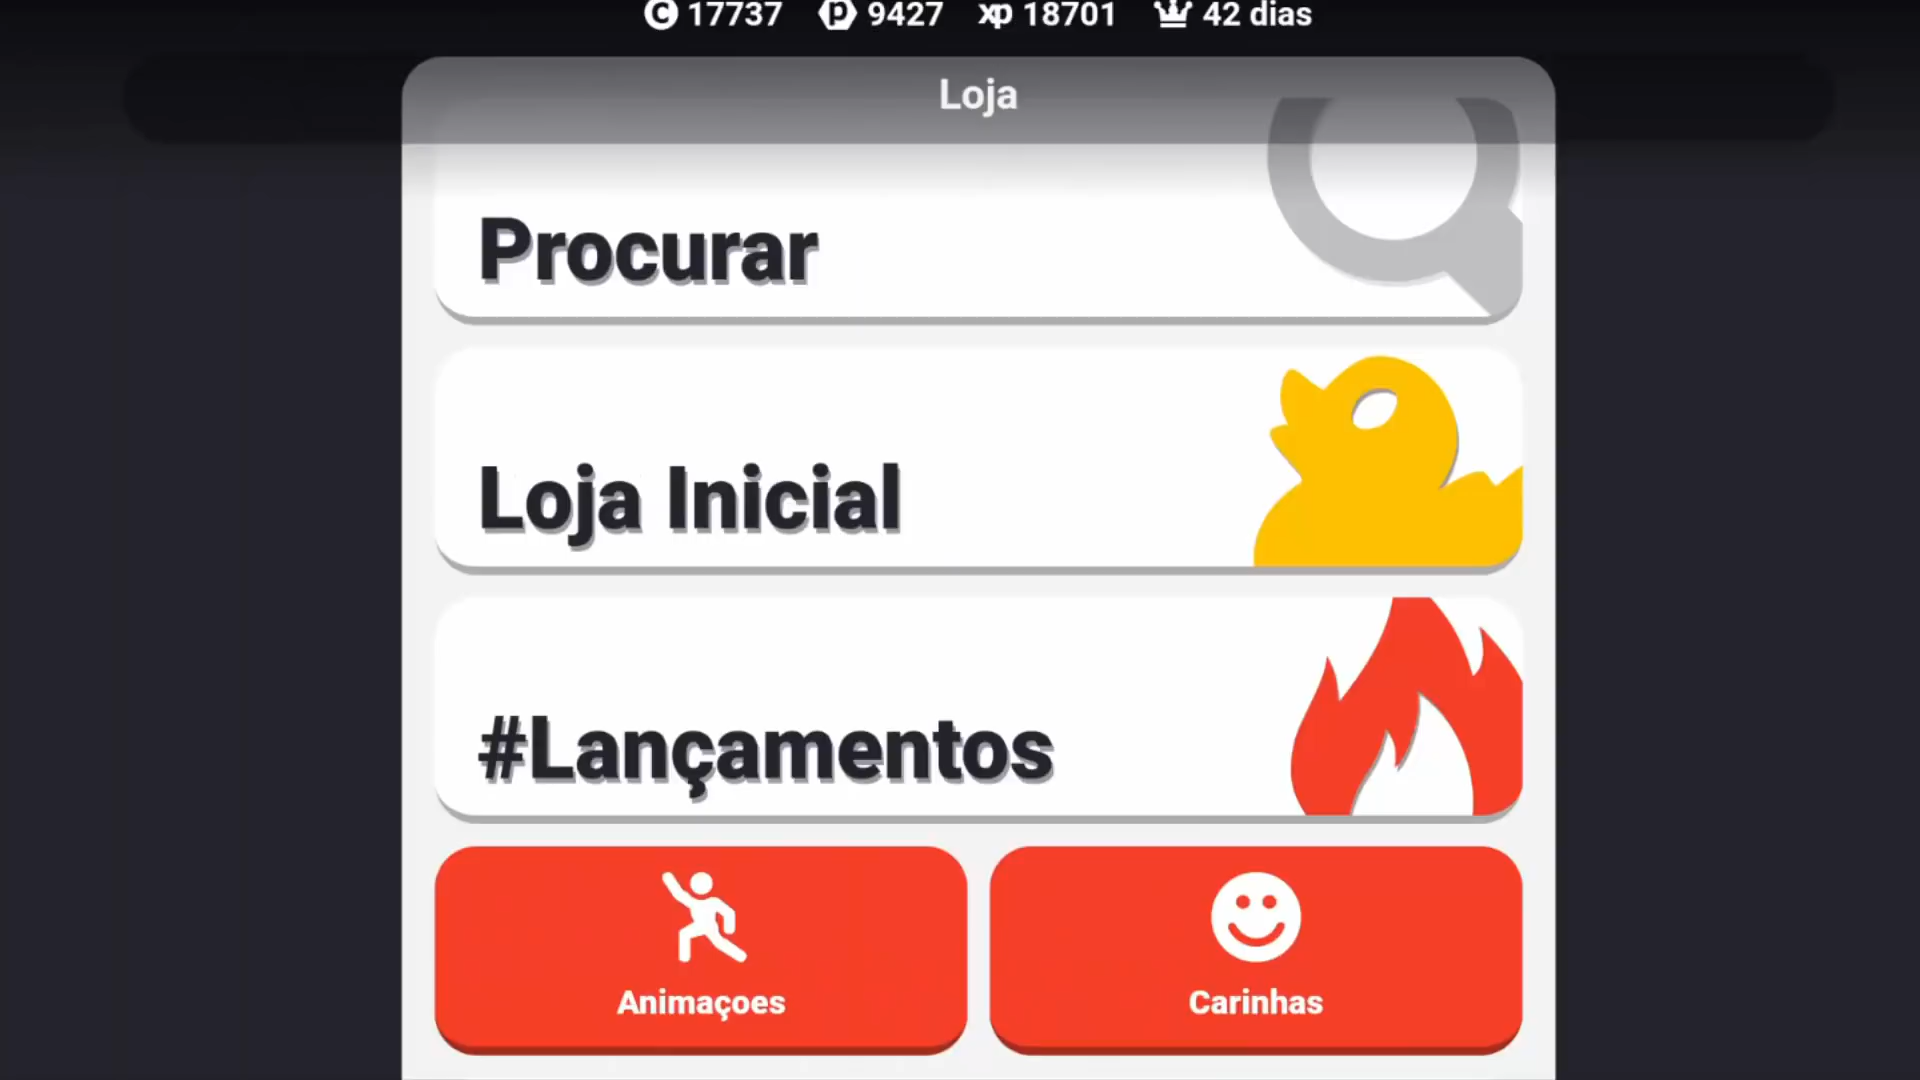 C 17737 p 9427 xp 18701 42 dias
Loja
Procurar
Loja Inicial
#Lançamentos
Animaçoes Carinhas